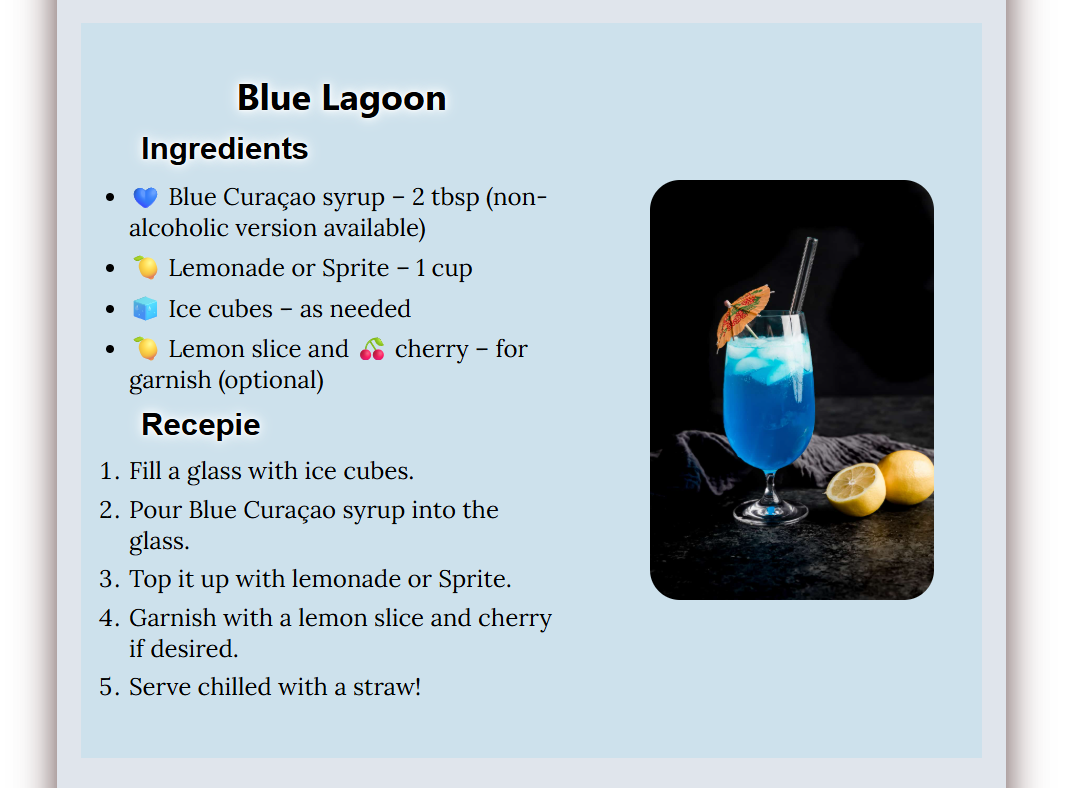 Blue Lagoon
Ingredients
• 💙 Blue Curaçao syrup – 2 tbsp (non-
alcoholic version available)
• 🍋 Lemonade or Sprite – 1 cup
• 🧊 Ice cubes – as needed
• 🍋 Lemon slice and 🍒 cherry – for
garnish (optional)
Recepie
1. Fill a glass with ice cubes.
2. Pour Blue Curaçao syrup into the
glass.
3. Top it up with lemonade or Sprite.
4. Garnish with a lemon slice and cherry
if desired.
5. Serve chilled with a straw!